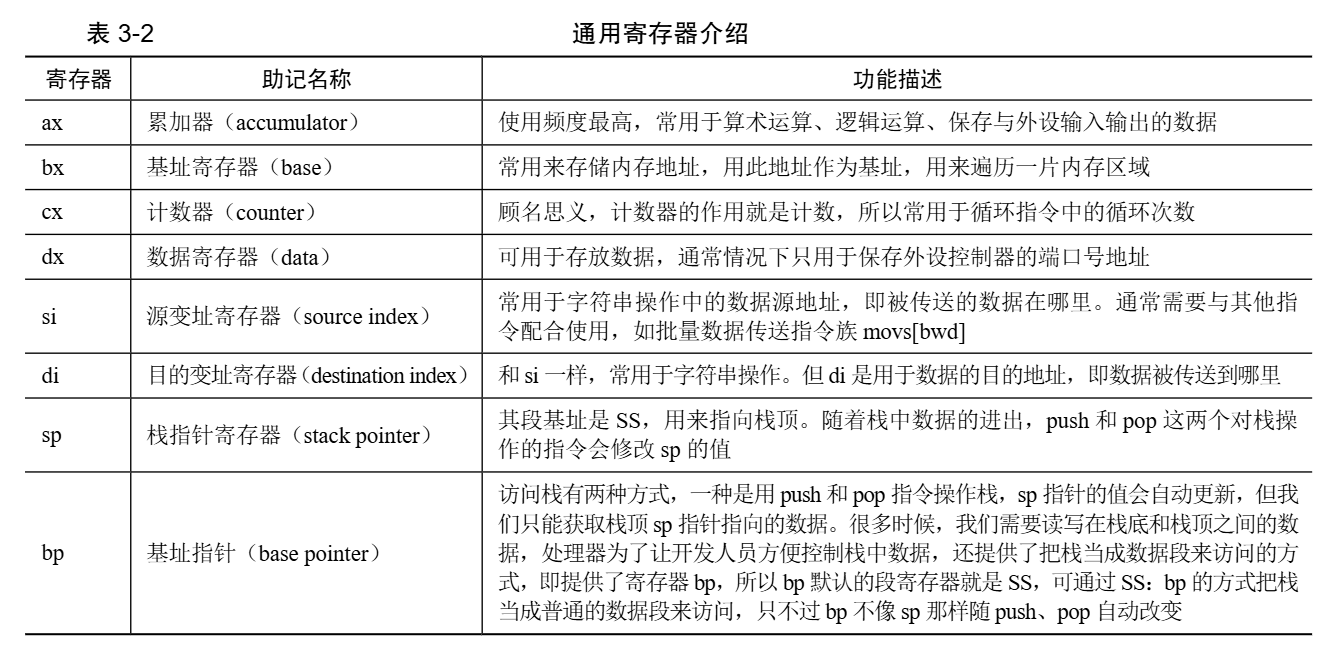 表 3-2 通用寄存器介绍
寄存器 助记名称 功能描述
ax 累加器（accumulator） 使用频度最高，常用于算术运算、逻辑运算、保存与外设输入输出的数据
bx 基址寄存器（base） 常用来存储内存地址，用此地址作为基址，用来遍历一片内存区域
cx 计数器（counter） 顾名思义，计数器的作用就是计数，所以常用于循环指令中的循环次数
dx 数据寄存器（data） 可用于存放数据，通常情况下只用于保存外设控制器的端口号地址
si 源变址寄存器（source index） 常用于字符串操作中的数据源地址，即被传送的数据在哪里。通常需要与其他指
令配合使用，如批量数据传送指令族 movs[bwd]
di 目的变址寄存器（destination index） 和 si 一样，常用于字符串操作。但 di 是用于数据的目的地址，即数据被传送到哪里
sp 栈指针寄存器（stack pointer） 其段基址是 SS，用来指向栈顶。随着栈中数据的进出，push 和 pop 这两个对栈操
作的指令会修改 sp 的值
bp 基址指针（base pointer） 访问栈有两种方式，一种是用 push 和 pop 指令操作栈，sp 指针的值会自动更新，但我
们只能获取栈顶 sp 指针指向的数据。很多时候，我们需要读写在栈底和栈顶之间的数
据，处理器为了让开发人员方便控制栈中数据，还提供了把栈当成数据段来访问的方
式，即提供了寄存器 bp，所以 bp 默认的段寄存器就是 SS，可通过 SS：bp 的方式把栈
当成普通的数据段来访问，只不过 bp 不像 sp 那样随 push、pop 自动改变